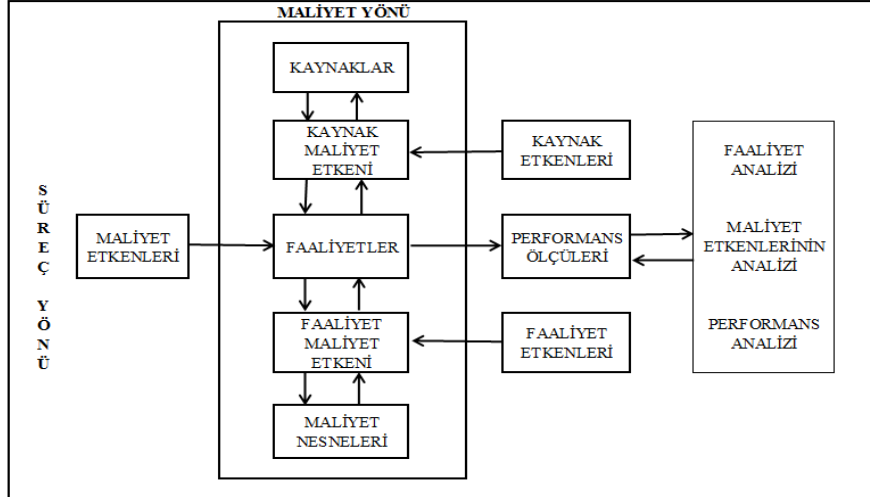 MALİYET YÖNÜ
KAYNAKLAR
KAYNAK
MALİYET
ETKENİ
KAYNAK
ETKENLERİ
FAALİYET
ANALİZİ
SÜREÇ YÖNÜ
MALİYET
ETKENLERİ
FAALİYETLER
PERFORMANS
ÖLÇÜLERİ
MALİYET
ETKENLERİNİN
ANALİZİ
FAALİYET
MALİYET
ETKENİ
FAALİYET
ETKENLERİ
PERFORMANS
ANALİZİ
MALİYET
NESNELERİ